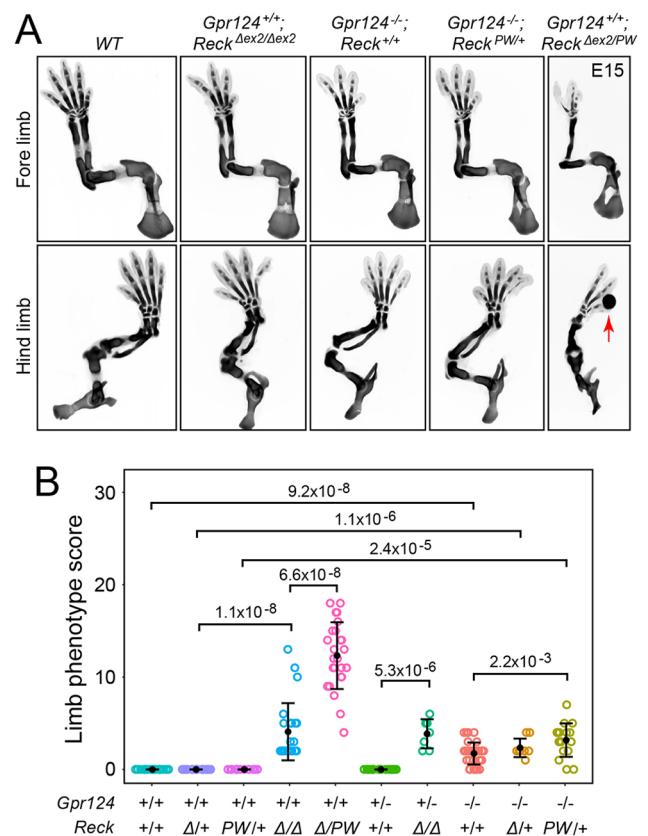 A
WT
Gpr124+/+;
ReckΔex2/Δex2
Gpr124-/-;
Reck+/+
Gpr124-/-;
ReckPW/+
Gpr124+/+;
ReckΔex2/PW
Fore limb
E15
Hind limb
B
Limb phenotype score
30
20
10
0
9.2x10-8
1.1x10-6
2.4x10-5
6.6x10-8
1.1x10-8
5.3x10-6
2.2x10-3
Gpr124 +/+ +/+ +/+ +/+ +/+ +/- +/- -/- -/- -/-
Reck +/+ Δ/+ PW/+ Δ/Δ Δ/PW +/+ Δ/Δ +/+ Δ/+ PW/+